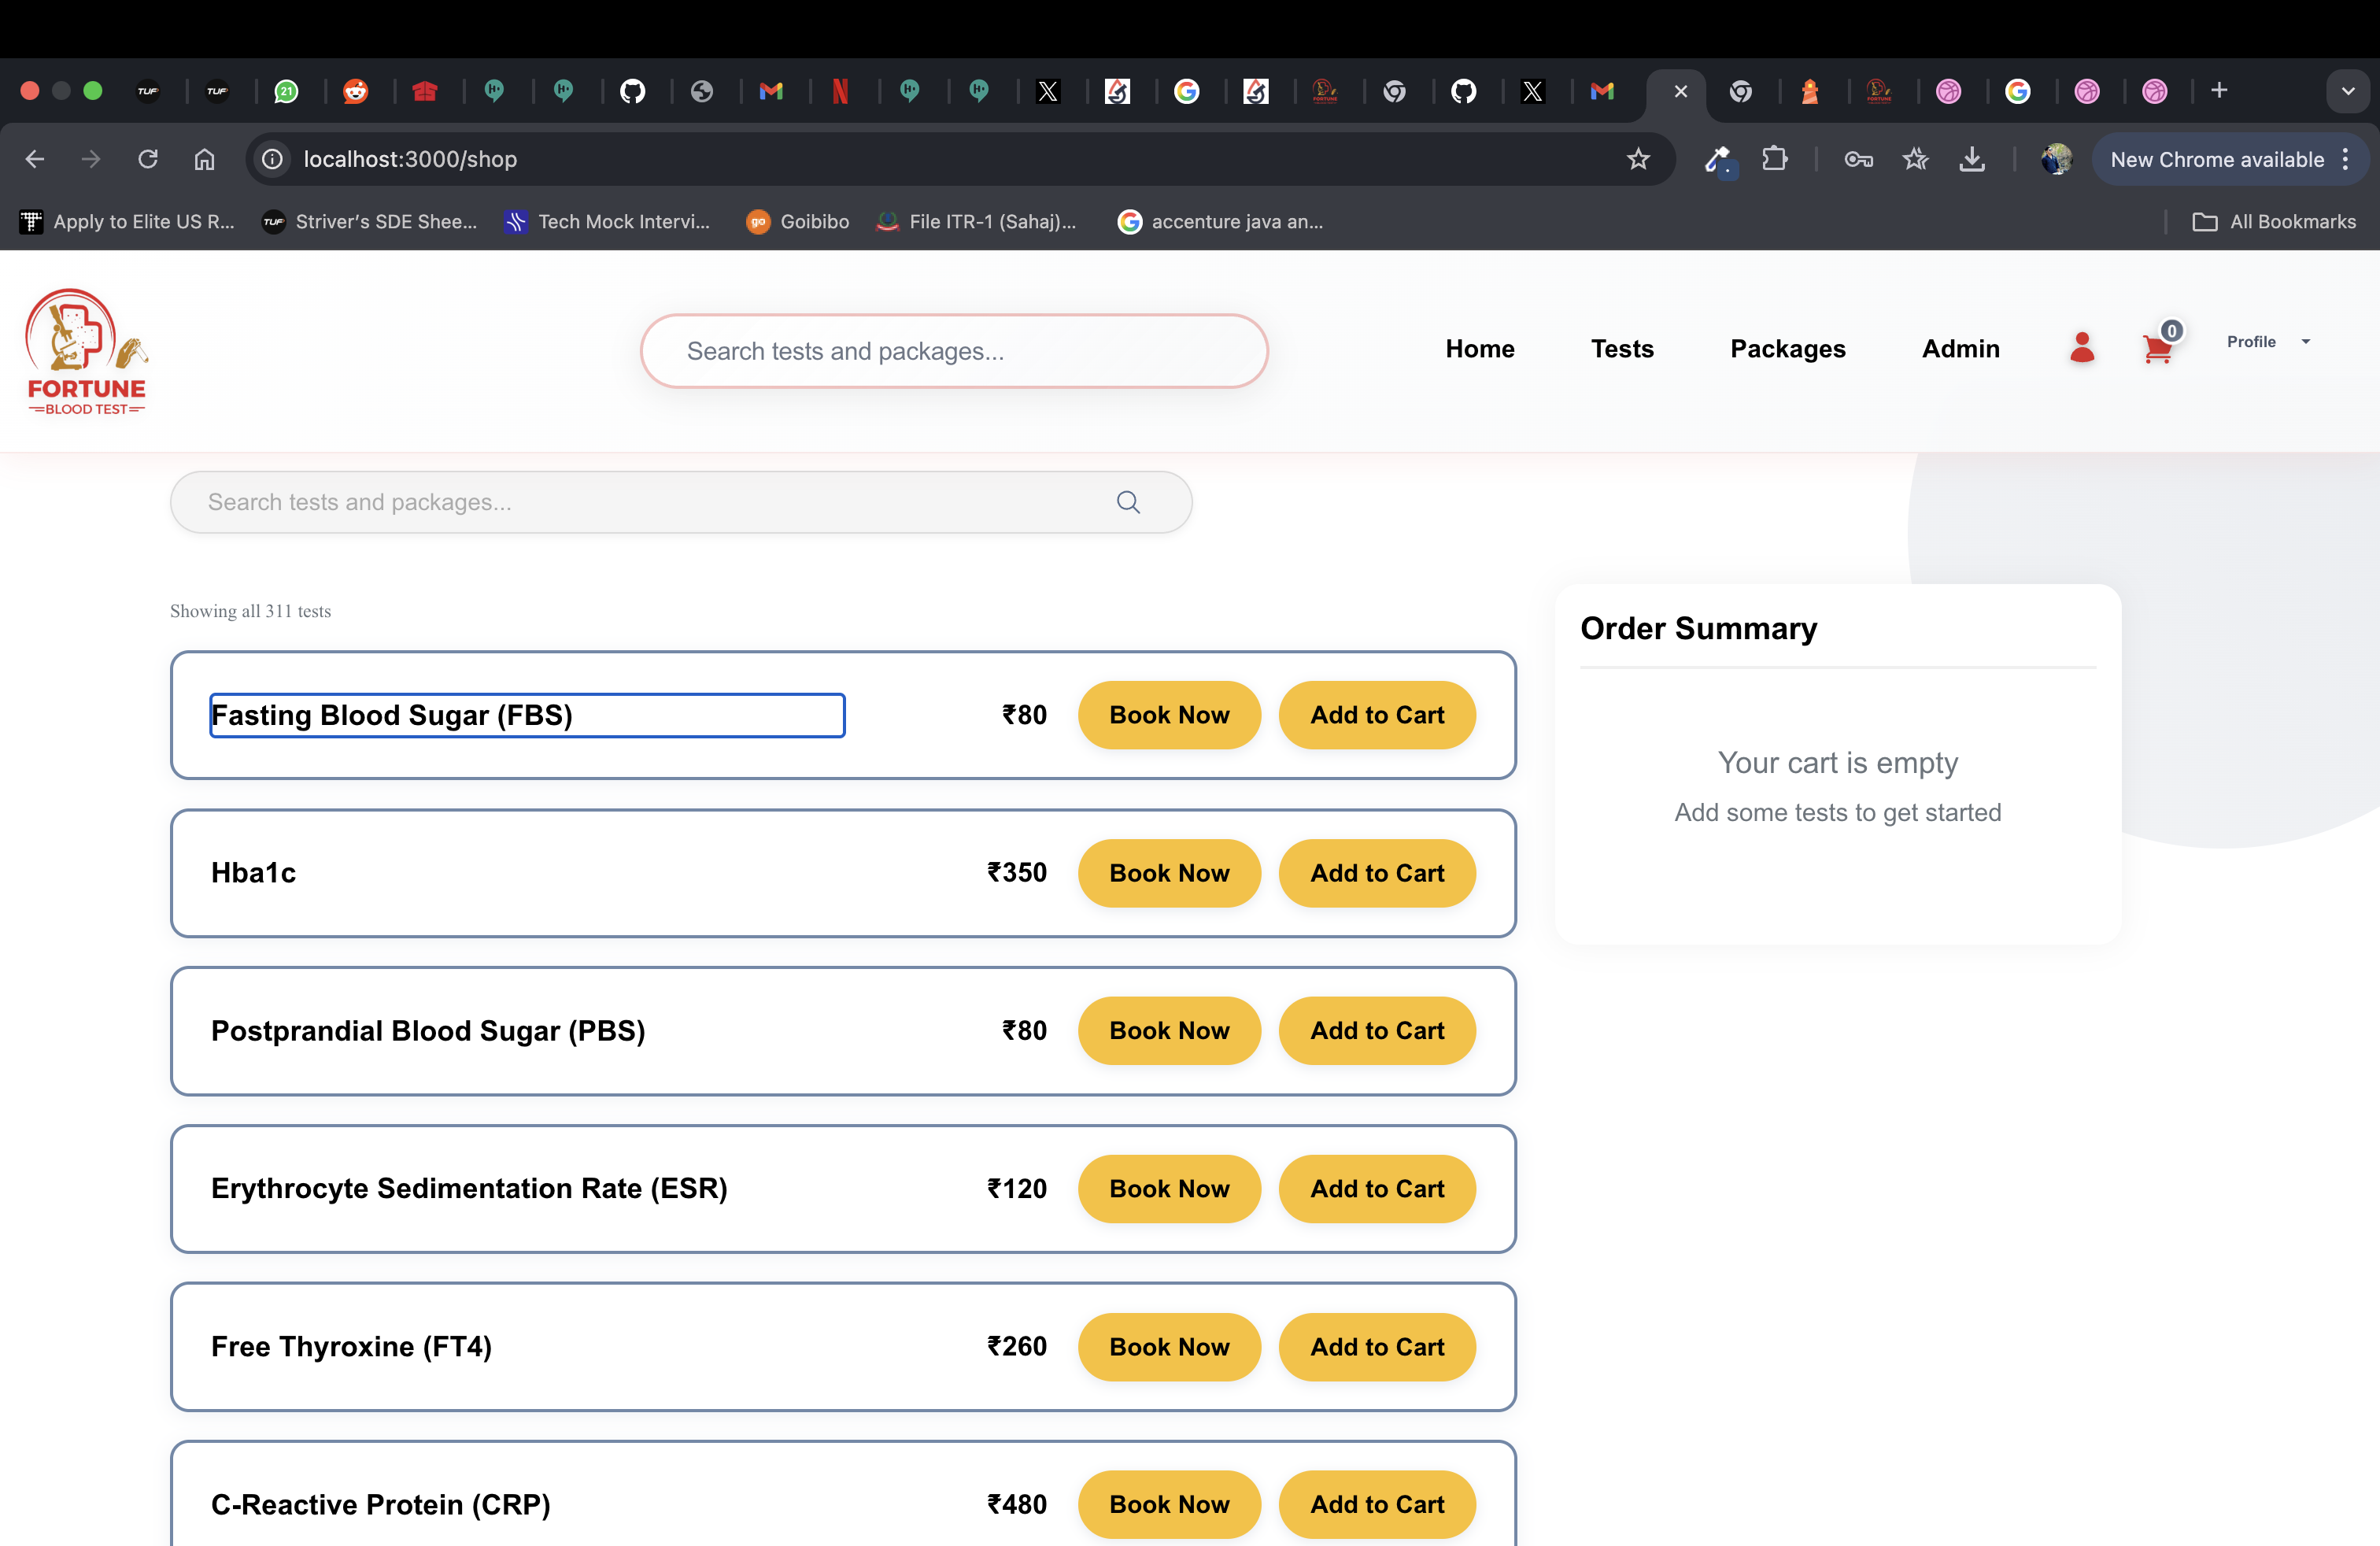 TUF TUF 21
localhost:3000/shop
New Chrome available
Apply to Elite US R...
TUF
Striver's SDE Shee...
Tech Mock Intervi...
go
Goibibo
File ITR-1 (Sahaj)...
accenture java an...
All Bookmarks
FORTUNE
BLOOD TEST
Search tests and packages...
Home
Tests
Packages
Admin
0
Profile
Search tests and packages...
Showing all 311 tests
Fasting Blood Sugar (FBS) ₹80 Book Now Add to Cart
Hba1c ₹350 Book Now Add to Cart
Postprandial Blood Sugar (PBS) ₹80 Book Now Add to Cart
Erythrocyte Sedimentation Rate (ESR) ₹120 Book Now Add to Cart
Free Thyroxine (FT4) ₹260 Book Now Add to Cart
C-Reactive Protein (CRP) ₹480 Book Now Add to Cart
Order Summary
Your cart is empty
Add some tests to get started